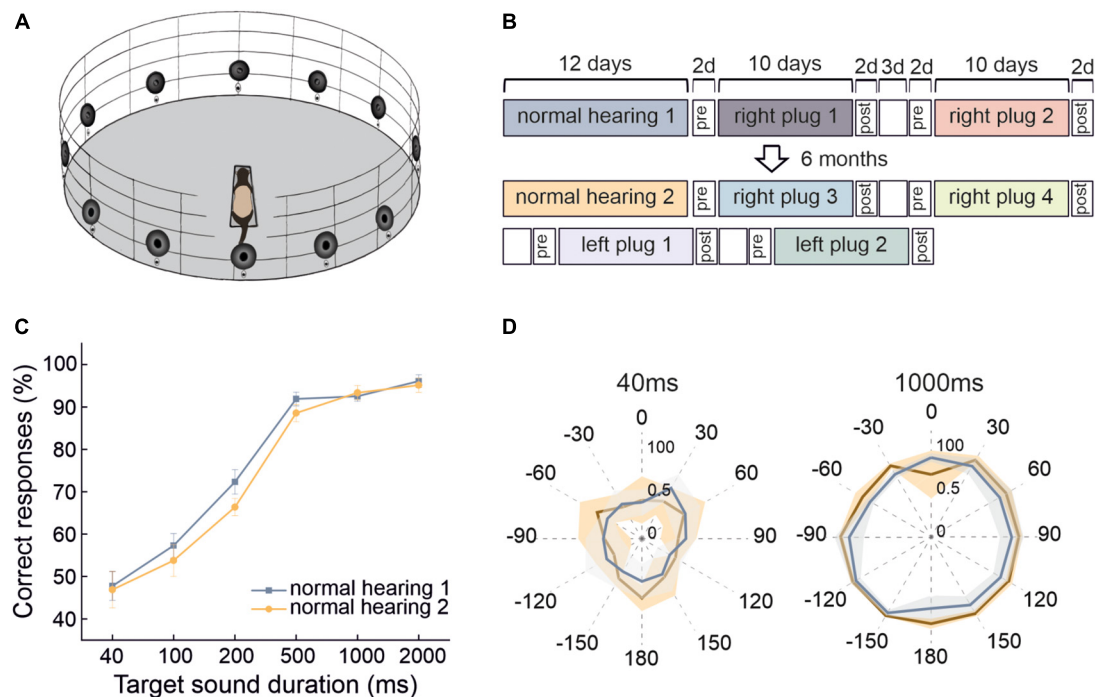 A
B
12 days 2d 10 days 2d 3d 2d 10 days 2d
normal hearing 1 pre right plug 1 post pre right plug 2 post
6 months
normal hearing 2 pre right plug 3 post pre right plug 4 post
pre left plug 1 post pre left plug 2 post
C
Correct responses (%)
100
90
80
70
60
50
40
normal hearing 1
normal hearing 2
40 100 200 500 1000 2000
Target sound duration (ms)
D
40ms
0
-30 30
100
-60 60
0.5
0
-90 90
-120 120
-150 150
180
1000ms
0
-30 30
100
-60 60
0.5
0
-90 90
-120 120
-150 150
180